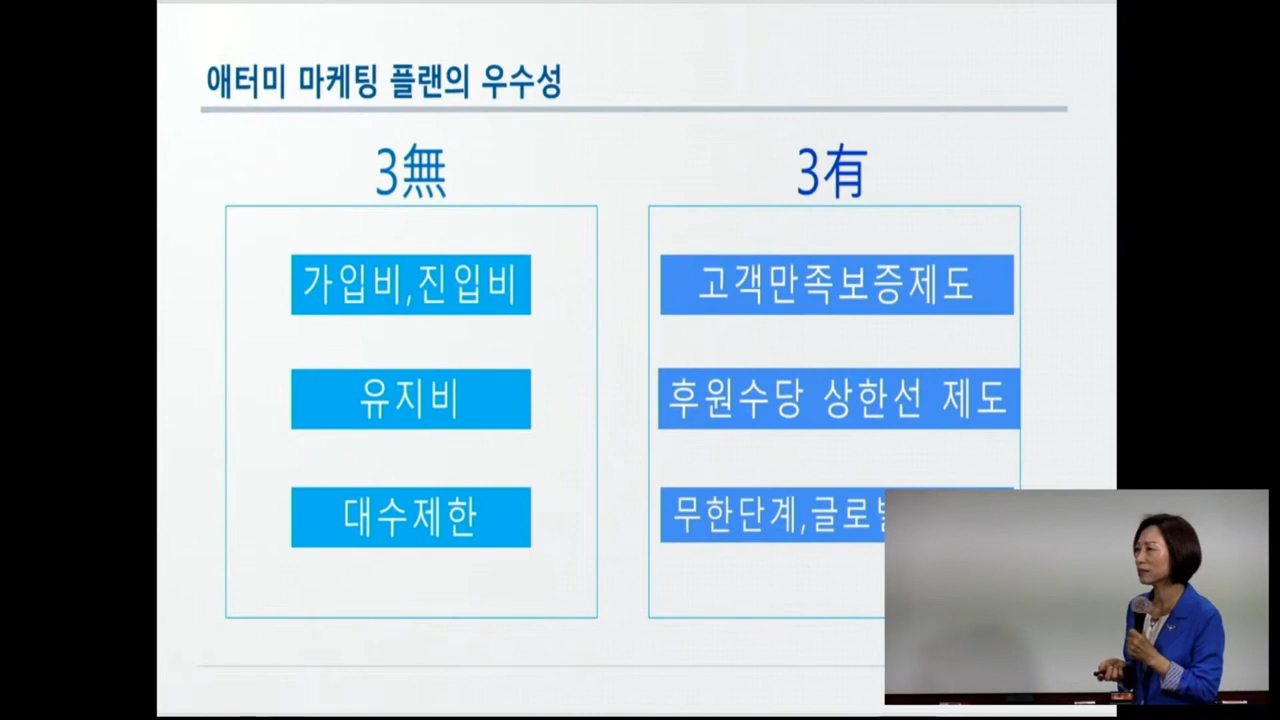 애터미 마케팅 플랜의 우수성
3無
가입비,진입비
유지비
대수제한
3有
고객만족보증제도
후원수당 상한선 제도
무한단계,